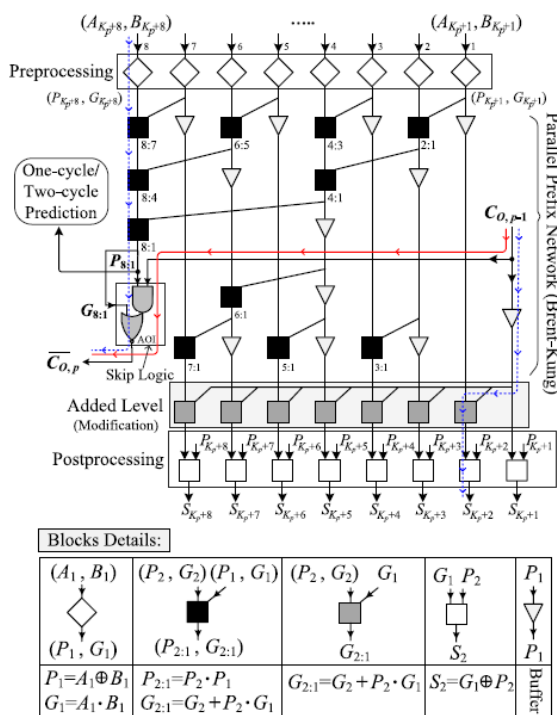 (A_{K_p+8}, B_{K_p+8}) ..... (A_{K_p+1}, B_{K_p+1})
8 7 6 5 4 3 2 1
Preprocessing
(P_{K_p+8}, G_{K_p+8}) (P_{K_p+1}, G_{K_p+1})
8:7 6:5 4:3 2:1
One-cycle/
Two-cycle
Prediction
8:4 4:1
8:1
C_{O,p-1}
P_{8:1}
G_{8:1}
6:1
AOI
\overline{C_{O,p}}
Skip Logic
7:1 5:1 3:1
Parallel Prefix Network (Brent-Kung)
Added Level
(Modification)
P_{K_p+8} P_{K_p+7} P_{K_p+6} P_{K_p+5} P_{K_p+4} P_{K_p+3} P_{K_p+2} P_{K_p+1}
Postprocessing
S_{K_p+8} S_{K_p+7} S_{K_p+6} S_{K_p+5} S_{K_p+4} S_{K_p+3} S_{K_p+2} S_{K_p+1}
Blocks Details:
(A_1, B_1) (P_2, G_2) (P_1, G_1) (P_2, G_2) G_1 G_1 P_2 P_1
(P_1, G_1) (P_{2:1}, G_{2:1}) G_{2:1} S_2 P_1
P_1=A_1⊕B_1 P_{2:1}=P_2·P_1 G_{2:1}=G_2+P_2·G_1 S_2=G_1⊕P_2 Buffer
G_1=A_1·B_1 G_{2:1}=G_2+P_2·G_1